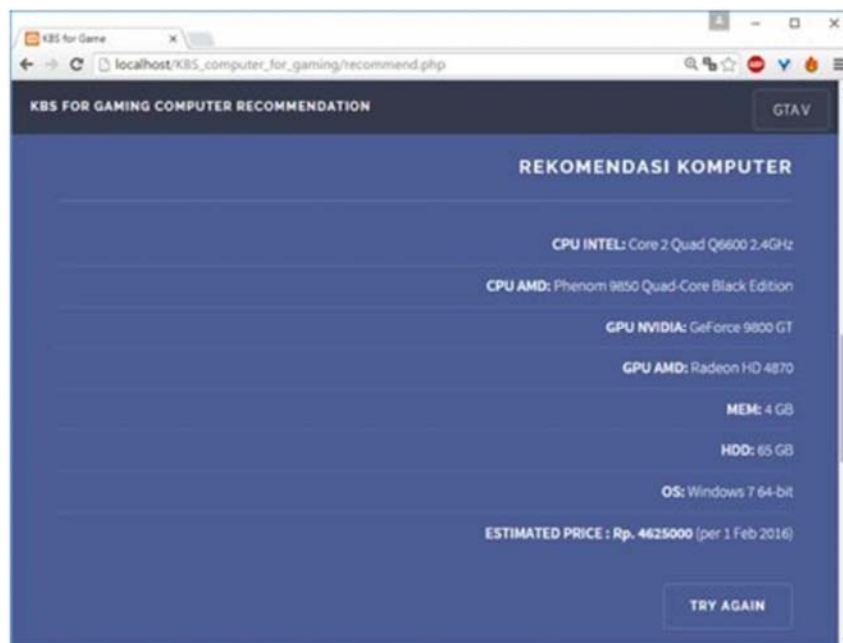 KBS for Game
localhost/KBS_computer_for_gaming/recommend.php
KBS FOR GAMING COMPUTER RECOMMENDATION
GTA V
REKOMENDASI KOMPUTER
CPU INTEL: Core 2 Quad Q6600 2.4GHz
CPU AMD: Phenom 9850 Quad-Core Black Edition
GPU NVIDIA: GeForce 9800 GT
GPU AMD: Radeon HD 4870
MEM: 4 GB
HDD: 65 GB
OS: Windows 7 64-bit
ESTIMATED PRICE : Rp. 4625000 (per 1 Feb 2016)
TRY AGAIN